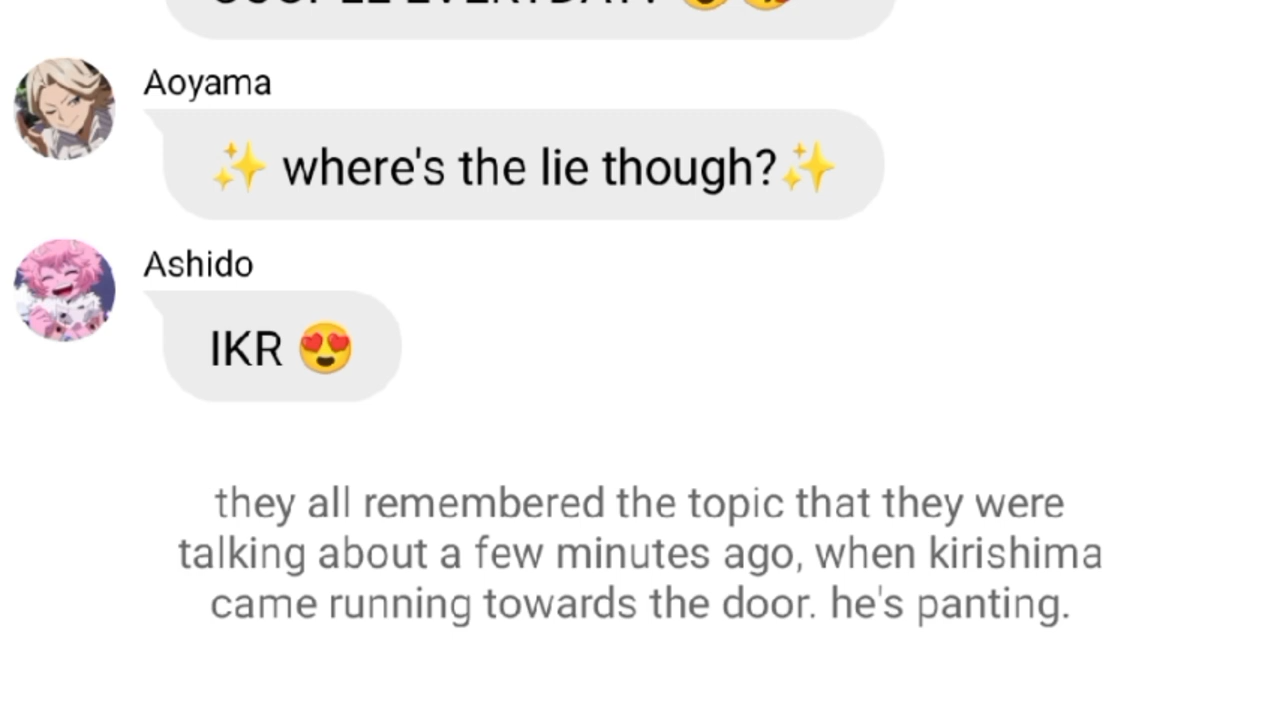 Aoyama
✨ where's the lie though?✨
Ashido
IKR 😍
they all remembered the topic that they were
talking about a few minutes ago, when kirishima
came running towards the door. he's panting.